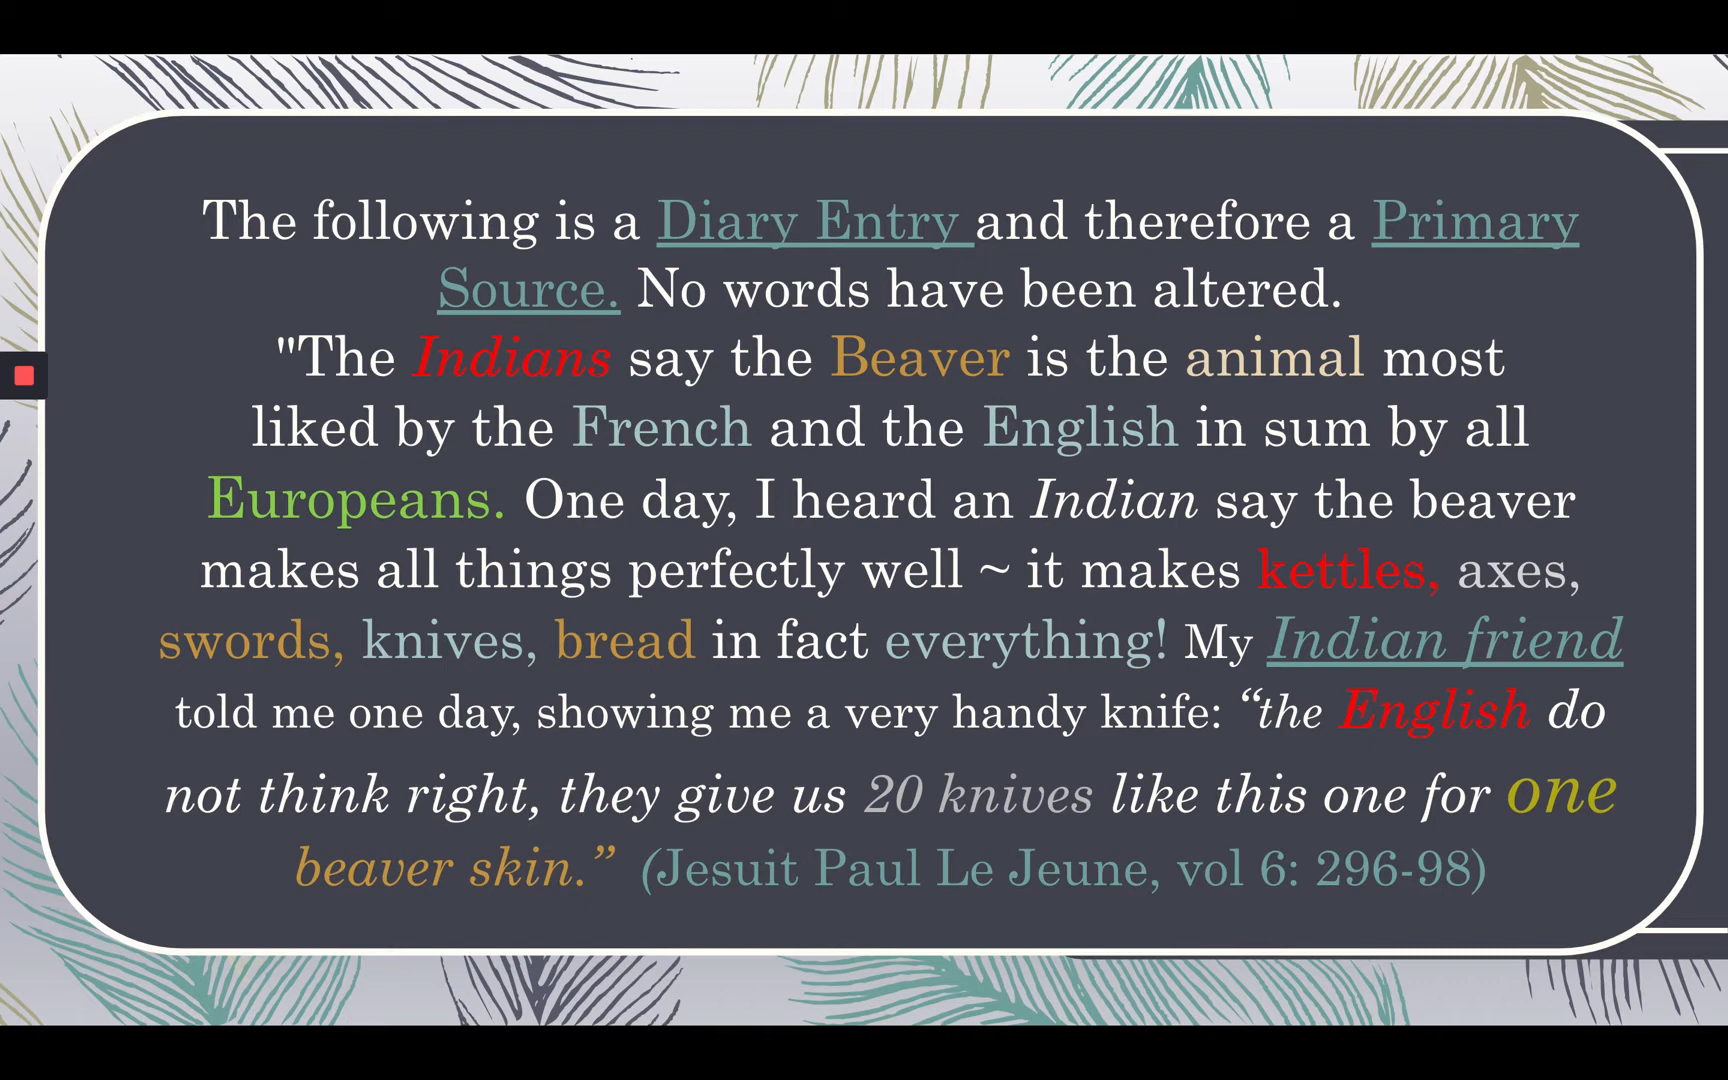 The following is a Diary Entry and therefore a Primary
Source. No words have been altered.
"The Indians say the Beaver is the animal most
liked by the French and the English in sum by all
Europeans. One day, I heard an Indian say the beaver
makes all things perfectly well ~ it makes kettles, axes,
swords, knives, bread in fact everything! My Indian friend
told me one day, showing me a very handy knife: “the English do
not think right, they give us 20 knives like this one for one
beaver skin.” (Jesuit Paul Le Jeune, vol 6: 296-98)